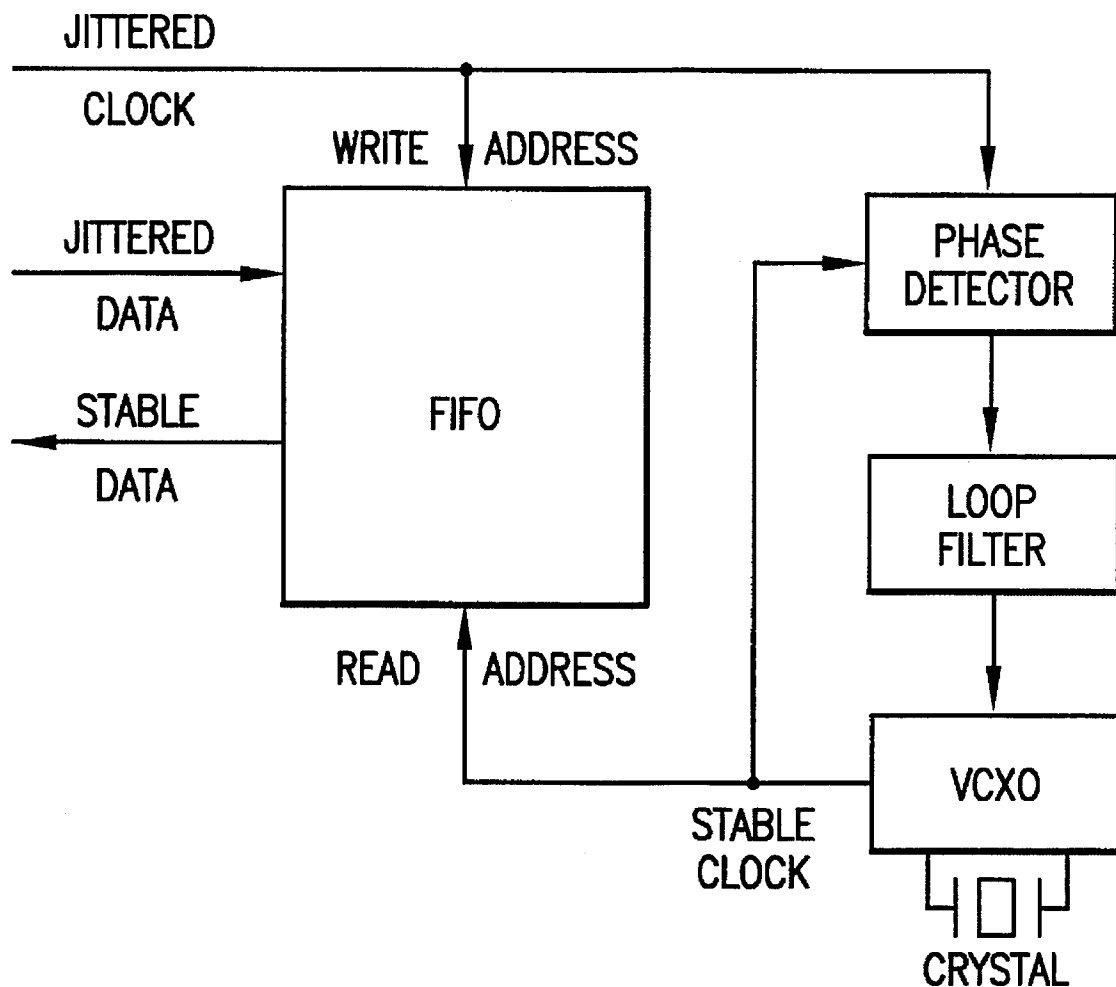 JITTERED
CLOCK
WRITE ADDRESS
JITTERED
DATA
STABLE
DATA
FIFO
PHASE
DETECTOR
LOOP
FILTER
READ ADDRESS
VCXO
STABLE
CLOCK
CRYSTAL